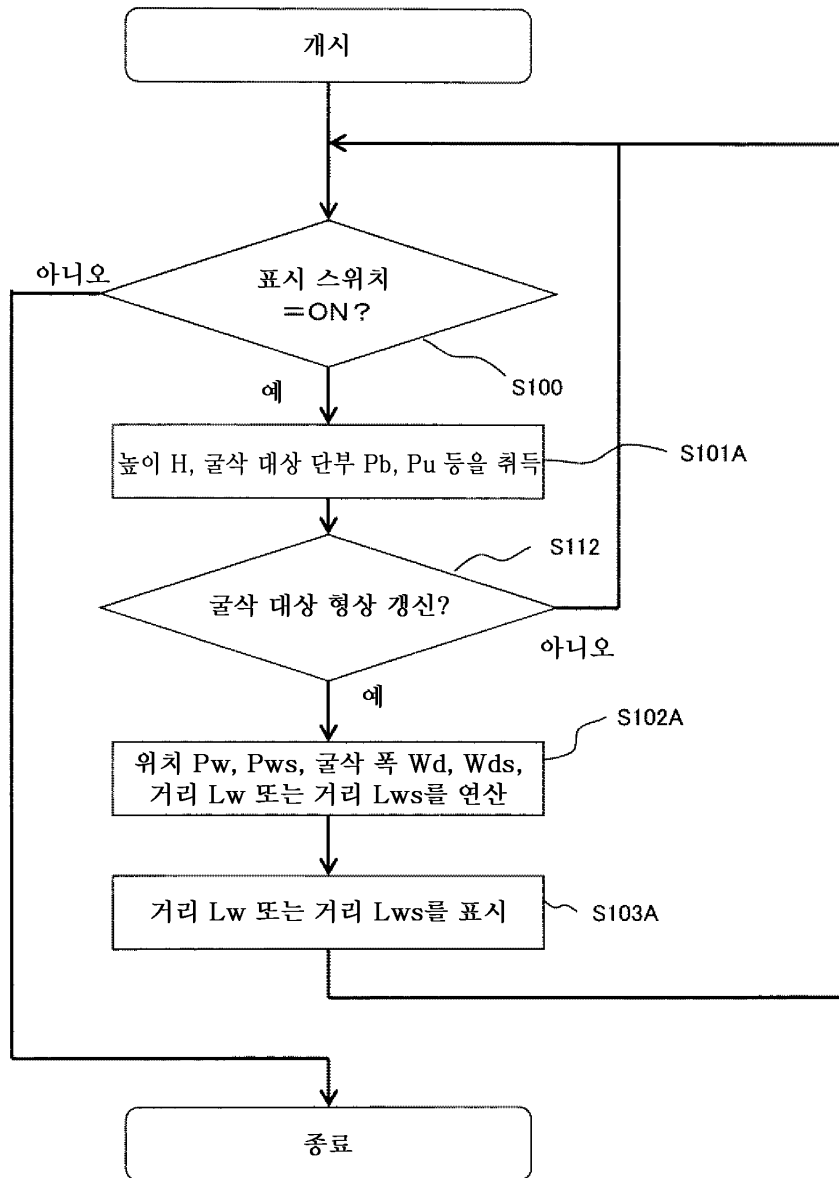 개시
아니오
표시 스위치
=ON?
S100
예
높이 H, 굴삭 대상 단부 Pb, Pu 등을 취득
S101A
S112
굴삭 대상 형상 갱신?
아니오
예
S102A
위치 Pw, Pws, 굴삭 폭 Wd, Wds,
거리 Lw 또는 거리 Lws를 연산
거리 Lw 또는 거리 Lws를 표시
S103A
종료